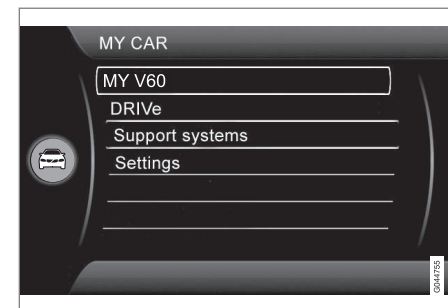 MY CAR
MY V60
DRIVe
Support systems
Settings
G044755